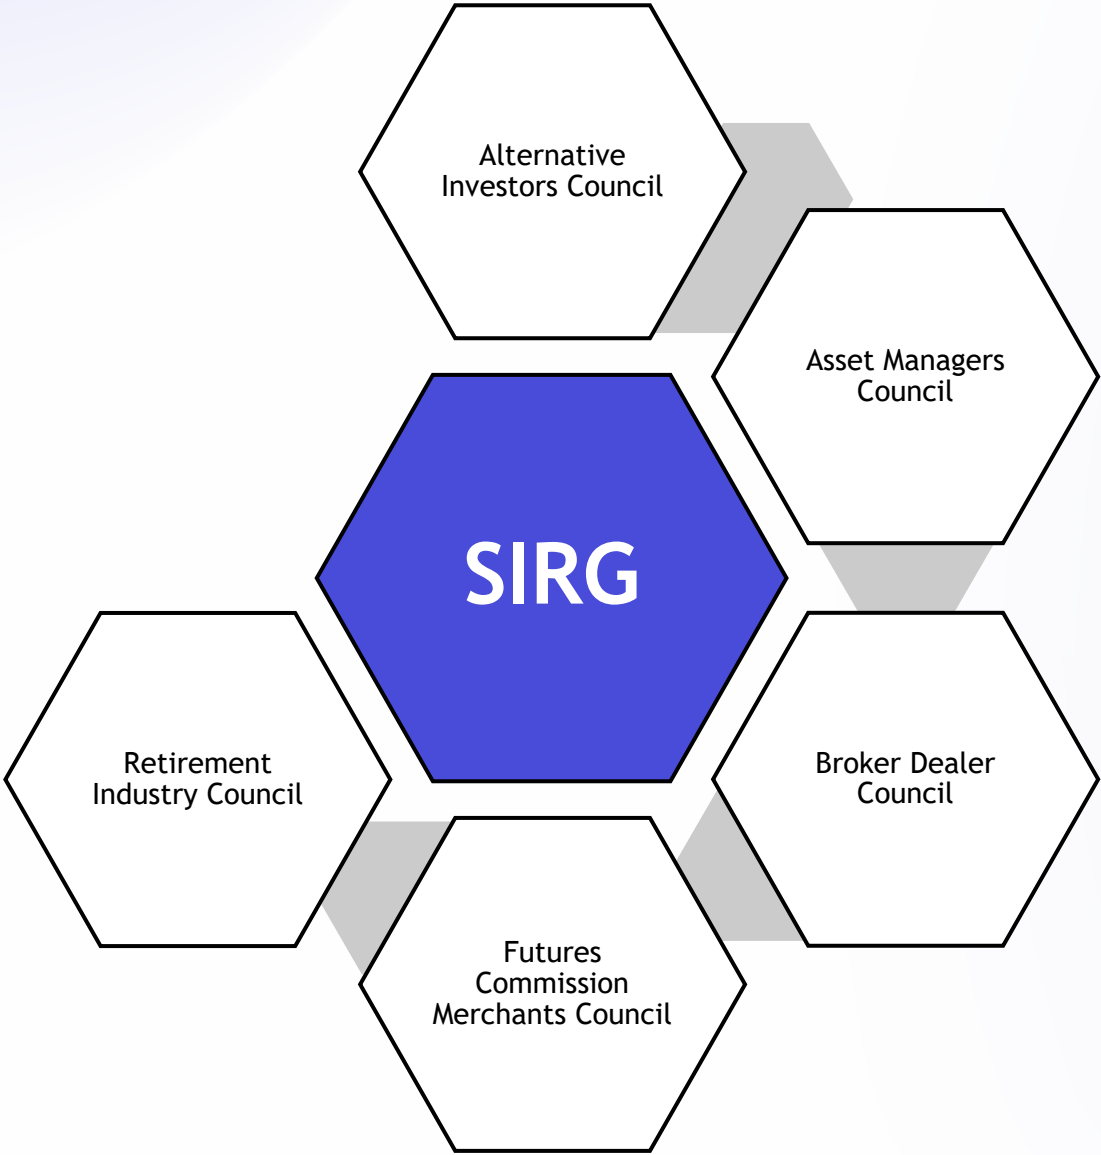 Alternative
Investors Council
Asset Managers
Council
SIRG
Broker Dealer
Council
Retirement
Industry Council
Futures
Commission
Merchants Council